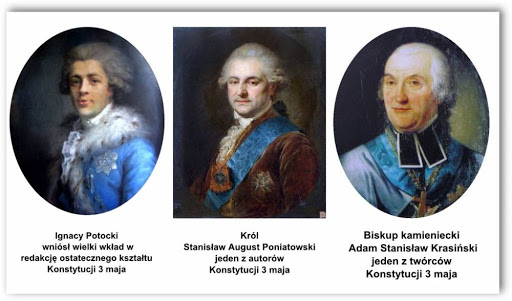 Ignacy Potocki
wniósł wielki wkład w
redakcję ostatecznego kształtu
Konstytucji 3 maja
Król
Stanisław August Poniatowski
jeden z autorów
Konstytucji 3 maja
Biskup kamieniecki
Adam Stanisław Krasiński
jeden z twórców
Konstytucji 3 maja